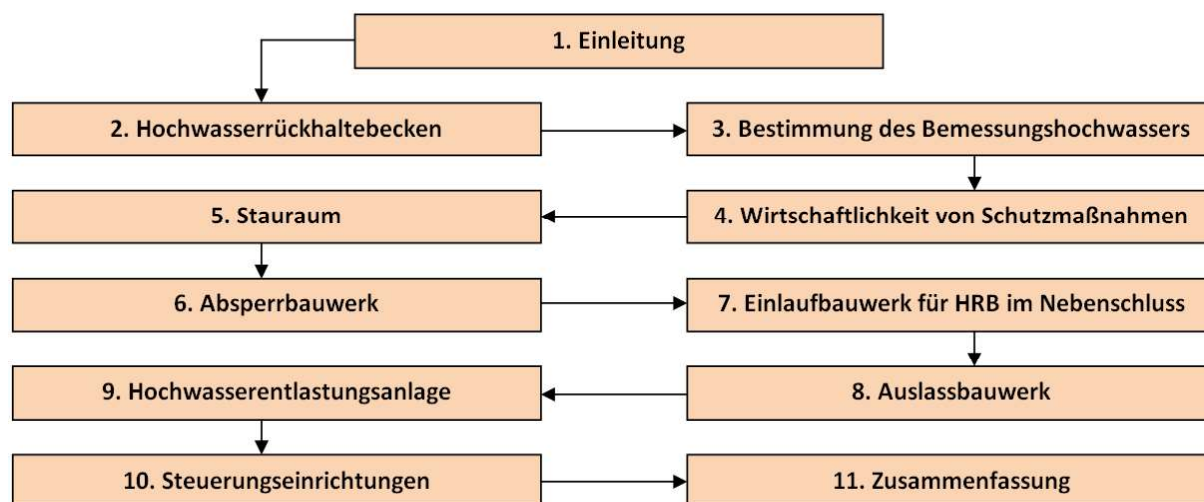 1. Einleitung
2. Hochwasserrückhaltebecken
3. Bestimmung des Bemessungshochwassers
4. Wirtschaftlichkeit von Schutzmaßnahmen
5. Stauraum
6. Absperrbauwerk
7. Einlaufbauwerk für HRB im Nebenschluss
8. Auslassbauwerk
9. Hochwasserentlastungsanlage
10. Steuerungseinrichtungen
11. Zusammenfassung